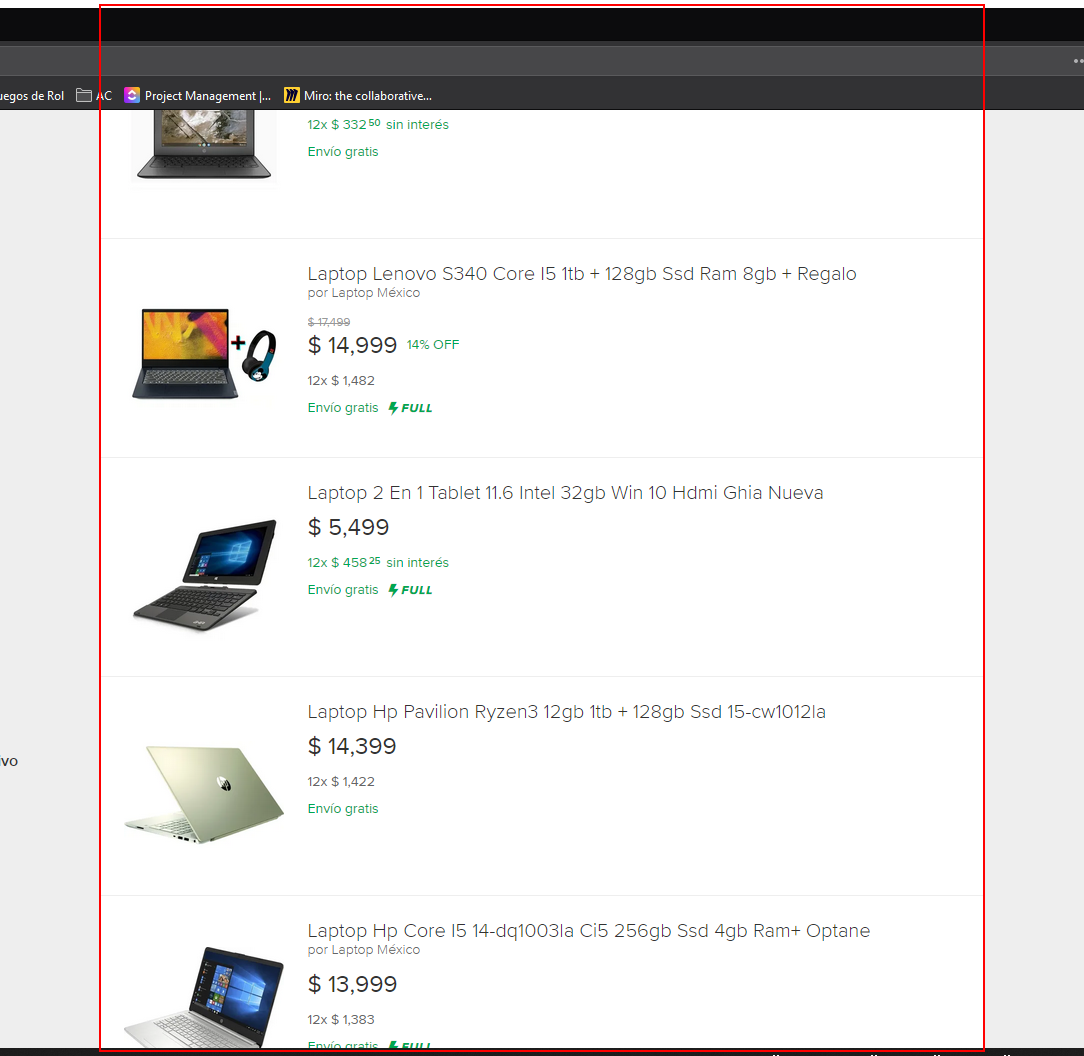 uegos de Rol AC Project Management |... Miro: the collaborative...
12x $ 332 50 sin interés
Envío gratis
Laptop Lenovo S340 Core I5 1tb + 128gb Ssd Ram 8gb + Regalo
por Laptop México
$ 17,499
$ 14,999 14% OFF
12x $ 1,482
Envío gratis FULL
Laptop 2 En 1 Tablet 11.6 Intel 32gb Win 10 Hdmi Ghia Nueva
$ 5,499
12x $ 458 25 sin interés
Envío gratis FULL
Laptop Hp Pavilion Ryzen3 12gb 1tb + 128gb Ssd 15-cw1012la
$ 14,399
ivo
12x $ 1,422
Envío gratis
Laptop Hp Core I5 14-dq1003la Ci5 256gb Ssd 4gb Ram+ Optane
por Laptop México
$ 13,999
12x $ 1,383
Envío gratis FULL